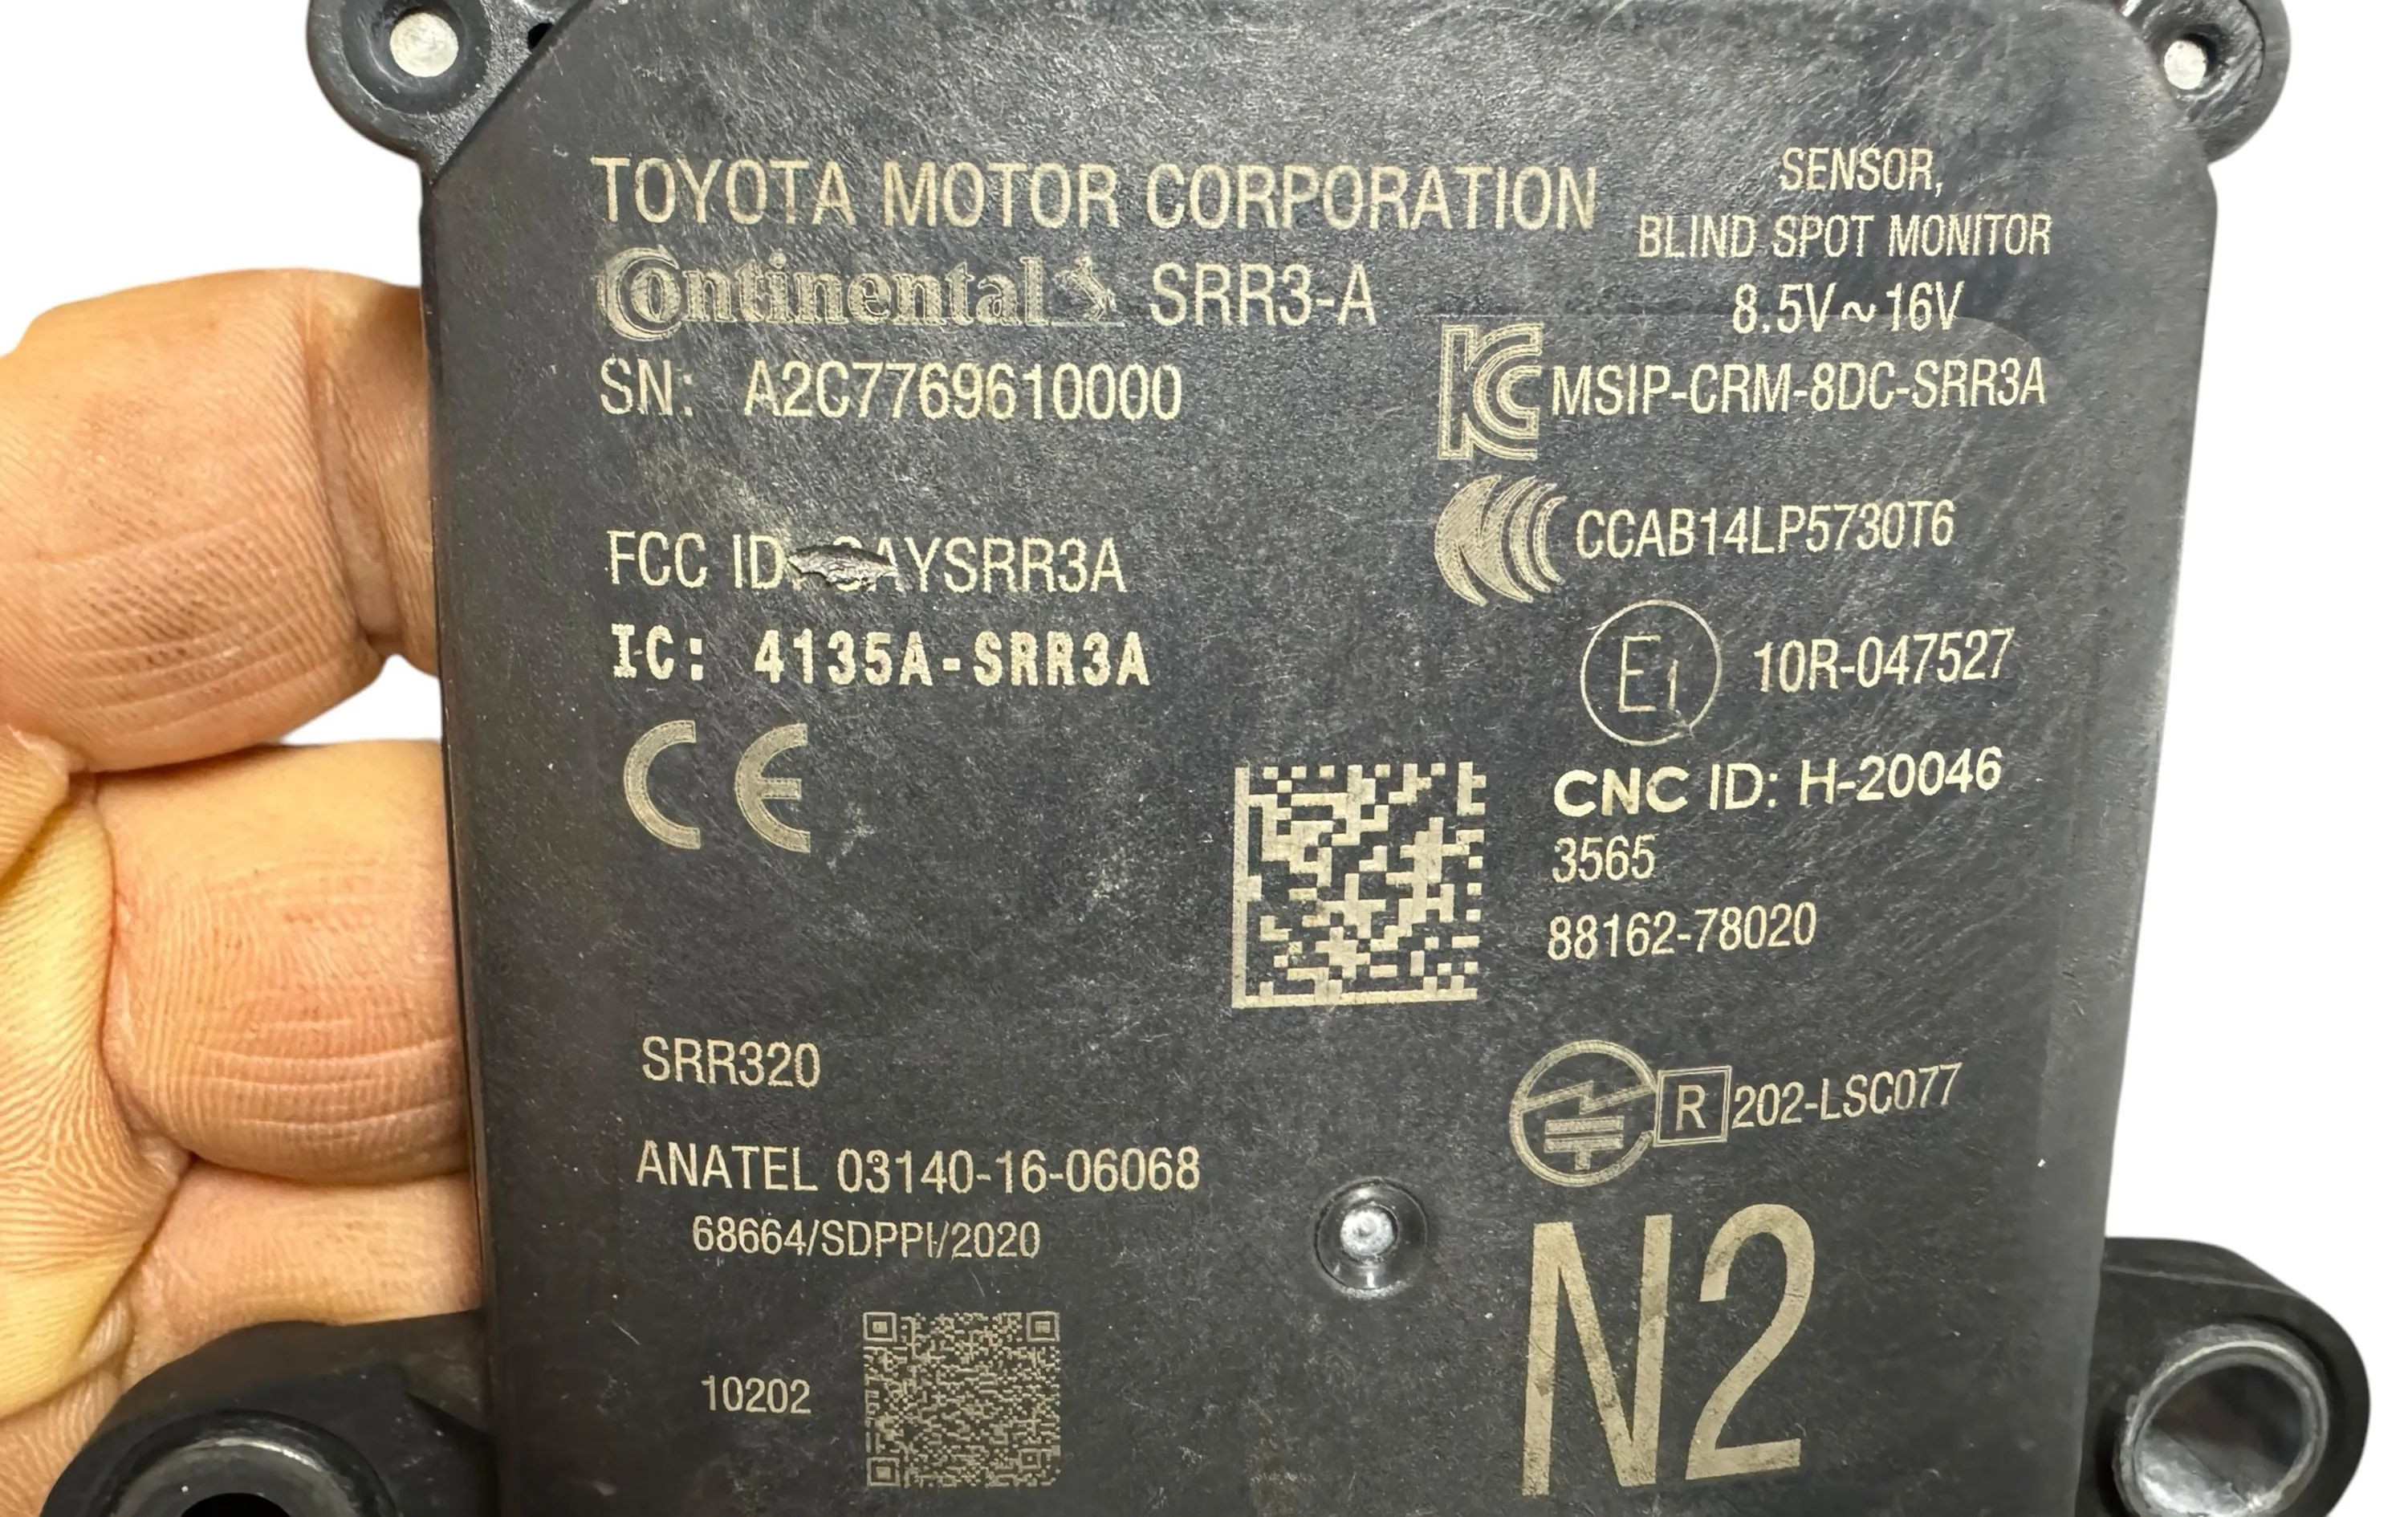 TOYOTA MOTOR CORPORATION
Continental SRR3-A
SN: A2C7769610000
FCC ID: AYSRR3A
IC: 4135A-SRR3A
CE
SRR320
ANATEL 03140-16-06068
68664/SDPPI/2020
10202
SENSOR,
BLIND SPOT MONITOR
8.5V~16V
MSIP-CRM-8DC-SRR3A
CCAB14LP5730T6
E1 10R-047527
CNC ID: H-20046
3565
88162-78020
R 202-LSC077
N2